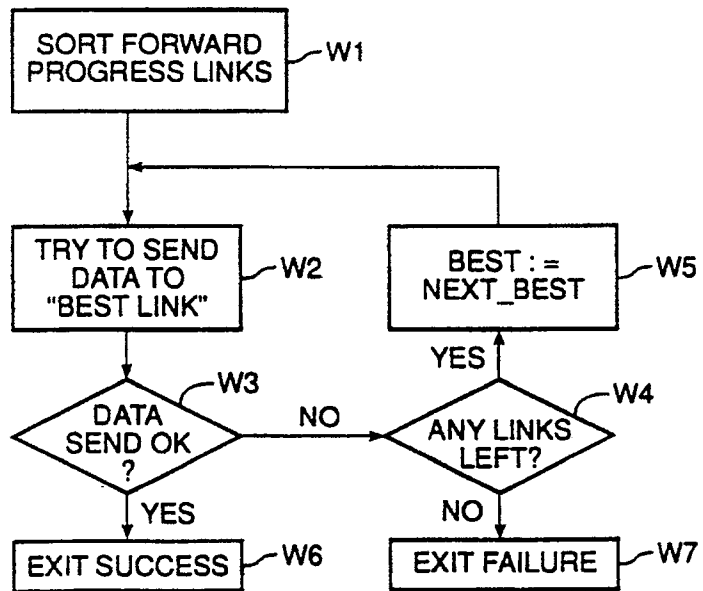 SORT FORWARD
PROGRESS LINKS
W1
TRY TO SEND
DATA TO
"BEST LINK"
W2
BEST : =
NEXT_BEST
W5
YES
DATA
SEND OK
?
W3
NO
ANY LINKS
LEFT?
W4
YES
NO
EXIT SUCCESS
W6
EXIT FAILURE
W7